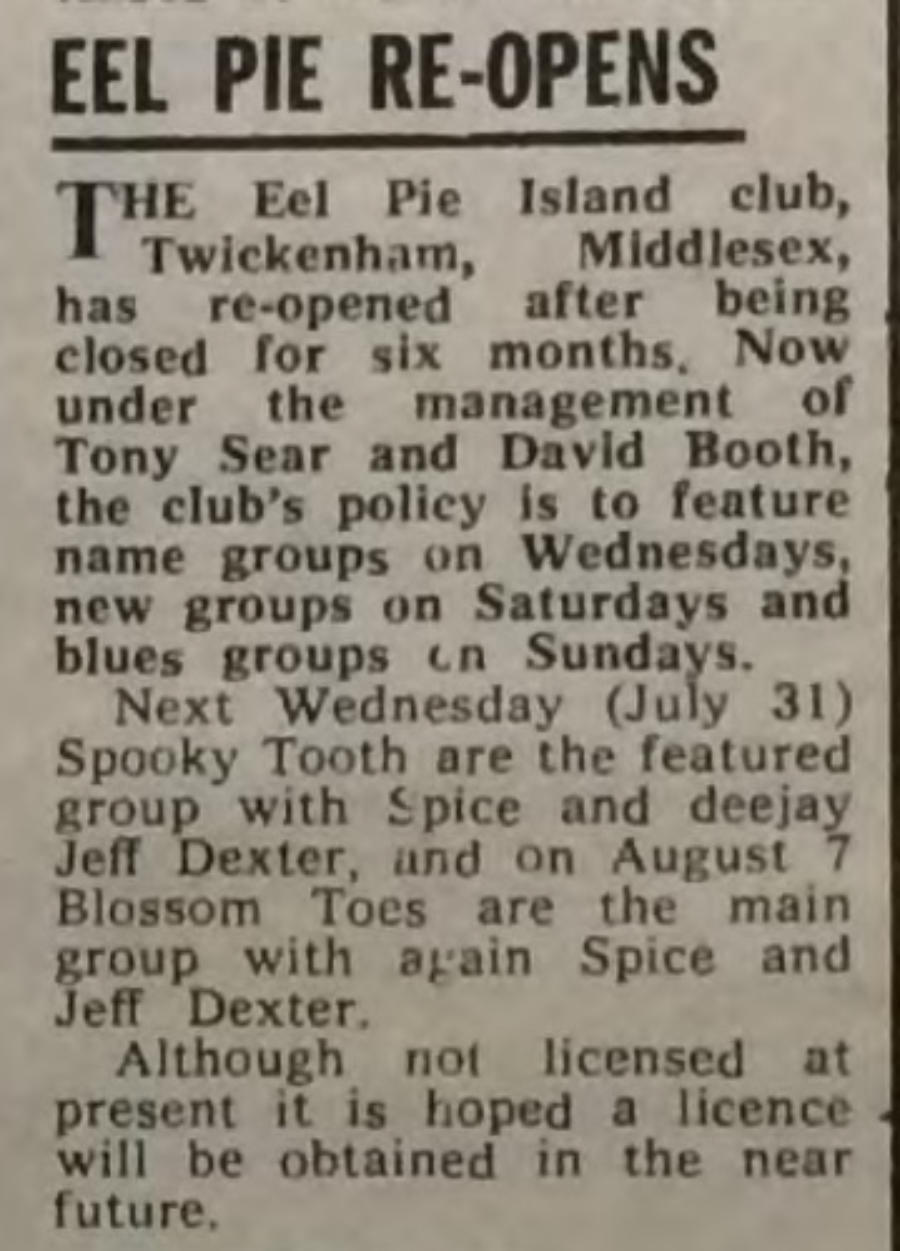 EEL PIE RE-OPENS
THE Eel Pie Island club,
Twickenham, Middlesex,
has re-opened after being
closed for six months. Now
under the management of
Tony Sear and David Booth,
the club's policy is to feature
name groups on Wednesdays,
new groups on Saturdays and
blues groups on Sundays.
Next Wednesday (July 31)
Spooky Tooth are the featured
group with Spice and deejay
Jeff Dexter, and on August 7
Blossom Toes are the main
group with again Spice and
Jeff Dexter.
Although not licensed at
present it is hoped a licence
will be obtained in the near
future.